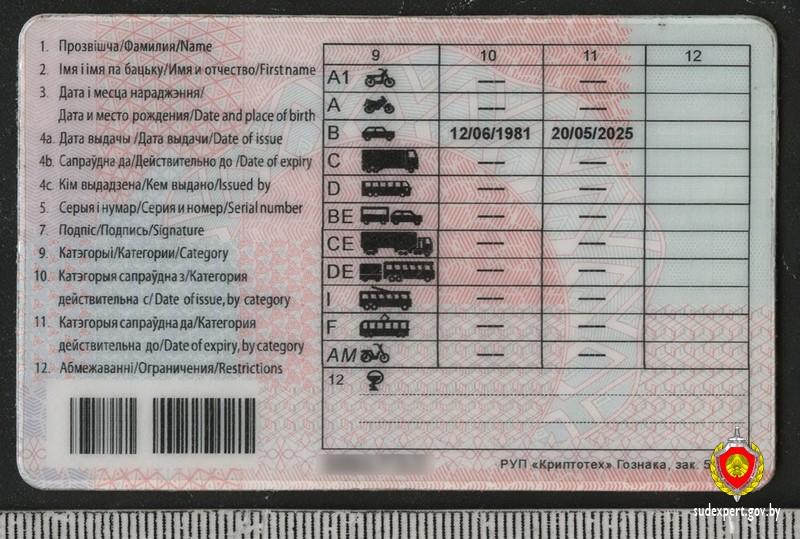 1. Прозвішча/Фамилия/Name
2. Імя і імя па бацьку/Имя и отчество/First name
3. Дата і месца нараджэння/
Дата и место рождения/Date and place of birth
4a. Дата выдачы /Дата выдачи/Date of issue
4b. Сапраўдна да/Действительно до /Date of expiry
4c. Кім выдадзена/Кем выдано/Issued by
5. Серыя і нумар/Серия и номер/Serial number
7. Подпіс/Подпись/Signature
9. Катэгорыі/Категории/Category
10. Катэгорыя сапраўдна з/Категория
действительна с/Date of issue, by category
11. Катэгорыя сапраўдна да/Категория
действительна до/Date of expiry, by category
12. Абмежаванні/Ограничения/Restrictions
9 10 11 12
A1 — —
A — —
B 12/06/1981 20/05/2025
C — —
D — —
BE — —
CE — —
DE — —
I — —
F — —
AM — —
12
РУП «Криптотех» Гознака, зак. 5
sudexpert.gov.by